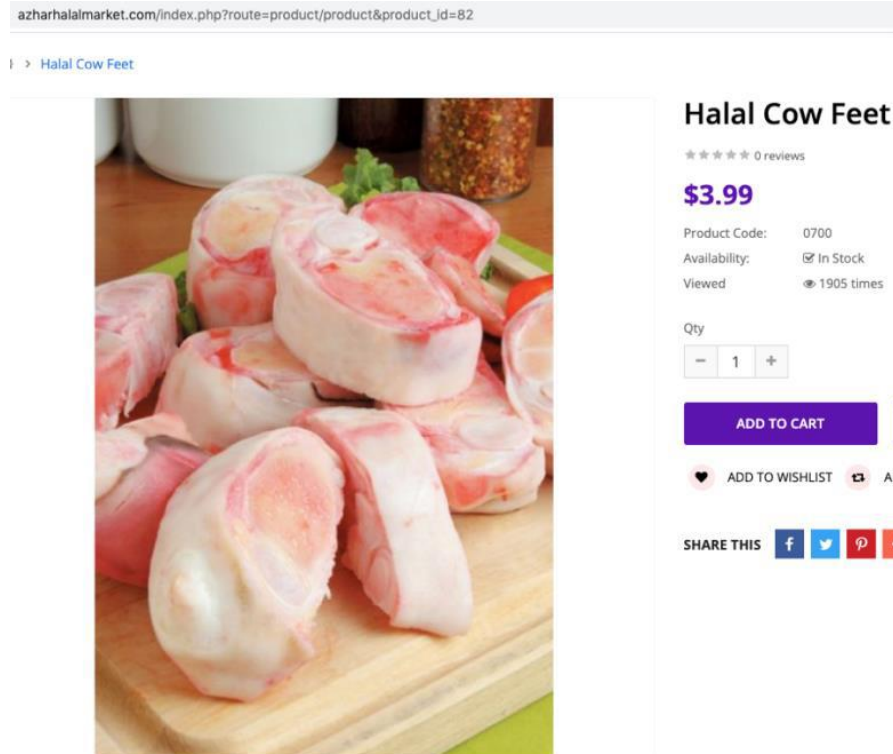 azharhalalmarket.com/index.php?route=product/product&product_id=82
> Halal Cow Feet
Halal Cow Feet
0 reviews
$3.99
Product Code: 0700
Availability: In Stock
Viewed 1905 times
Qty
- 1 +
ADD TO CART
ADD TO WISHLIST A
SHARE THIS